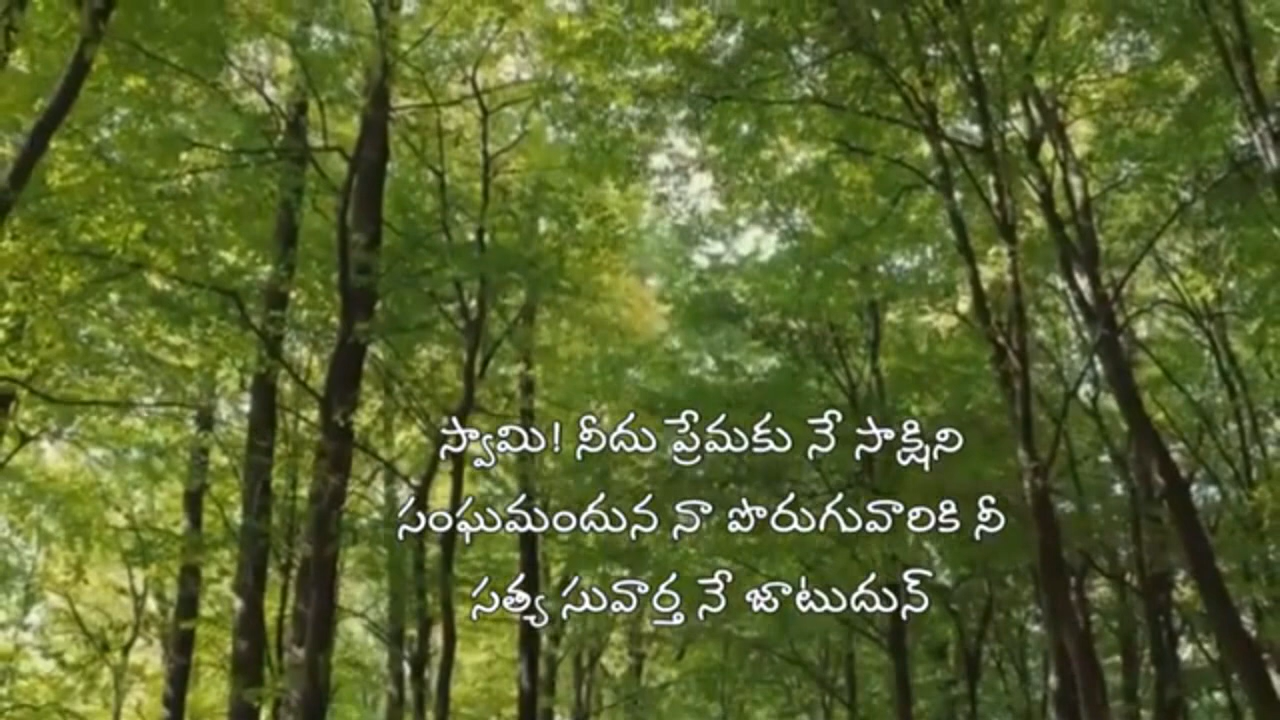 స్వామి! నీదు ప్రేమకు నే సాక్షిని
సంఘమందున నా పొరుగువారికి నీ
సత్య సువార్త నే జాటుదున్